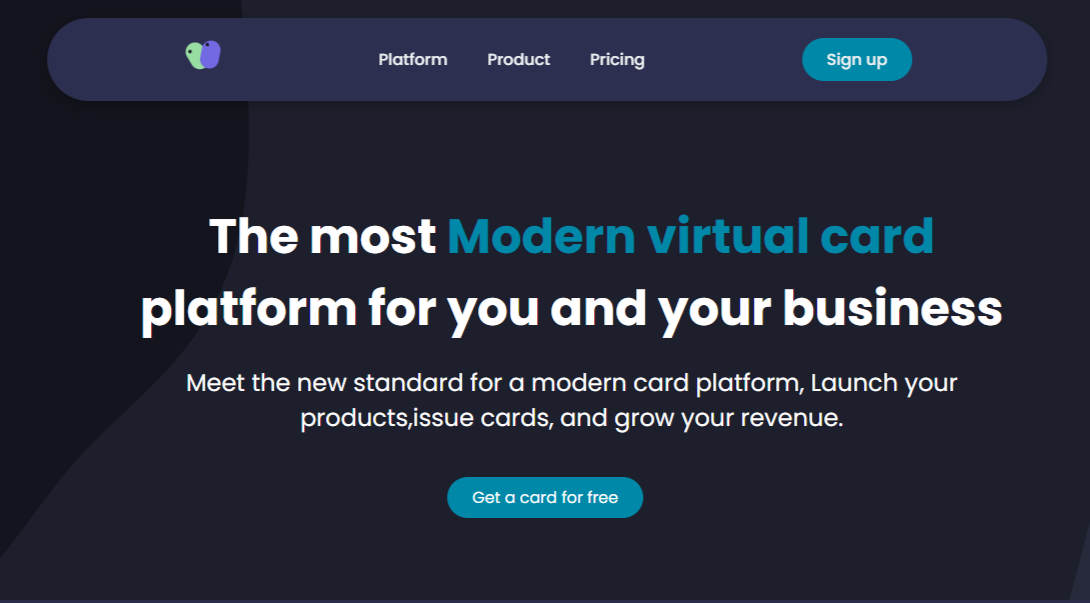 Platform Product Pricing Sign up
The most Modern virtual card
platform for you and your business
Meet the new standard for a modern card platform, Launch your
products,issue cards, and grow your revenue.
Get a card for free